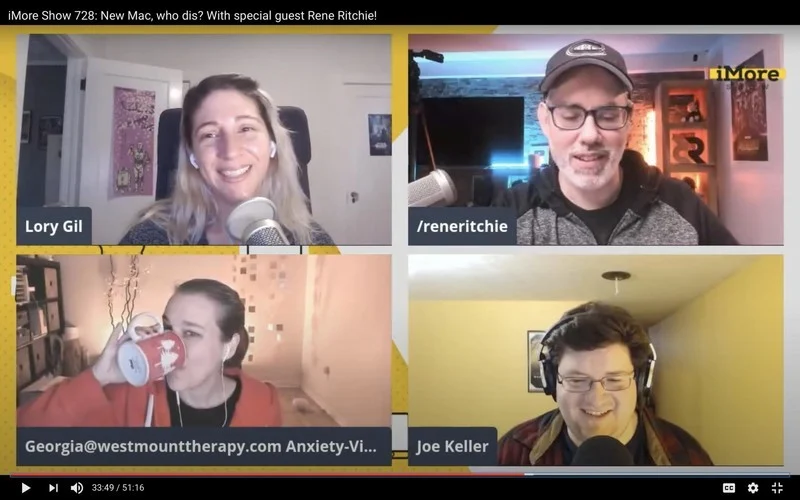 iMore Show 728: New Mac, who dis? With special guest Rene Ritchie!
iMore
Lory Gil
/reneritchie
Georgia@westmounttherapy.com Anxiety-Vi...
Joe Keller
33:49 / 51:16
CC